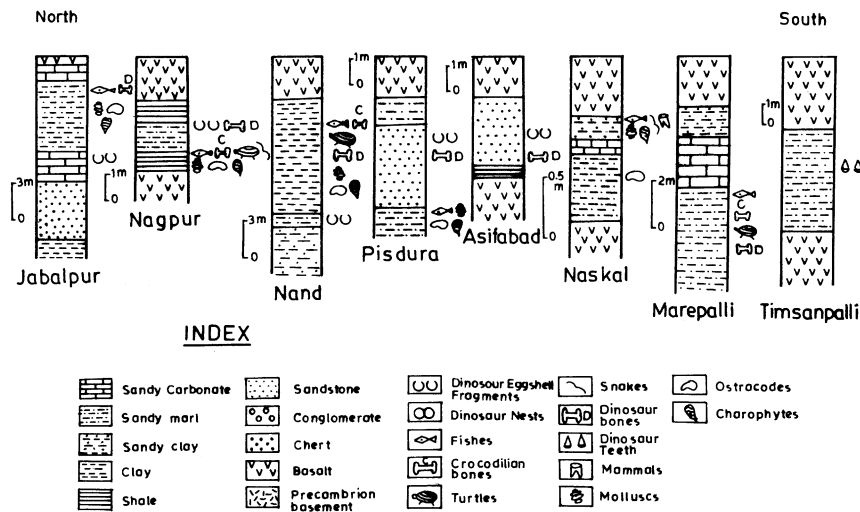 North
South
D
3m
0
Jabalpur
D
C
1m
0
Nagpur
3m
0
Nand
1m
0
C
D
D
Pisdura
1m
0
D
0.5
m
0
Asifabad
Naskal
2m
0
C
D
Marepalli
1m
0
Timsanpalli
INDEX
Sandy Carbonate
Sandy marl
Sandy clay
Clay
Shale
Sandstone
Conglomerate
Chert
Basalt
Precambrion
basement
Dinosour Eggshell
Fragments
Dinosaur Nests
Fishes
Crocodilian
bones
Turtles
Snakes
D
Dinosaur
bones
Dinosaur
Teeth
Mammals
Molluscs
Ostracodes
Charophytes